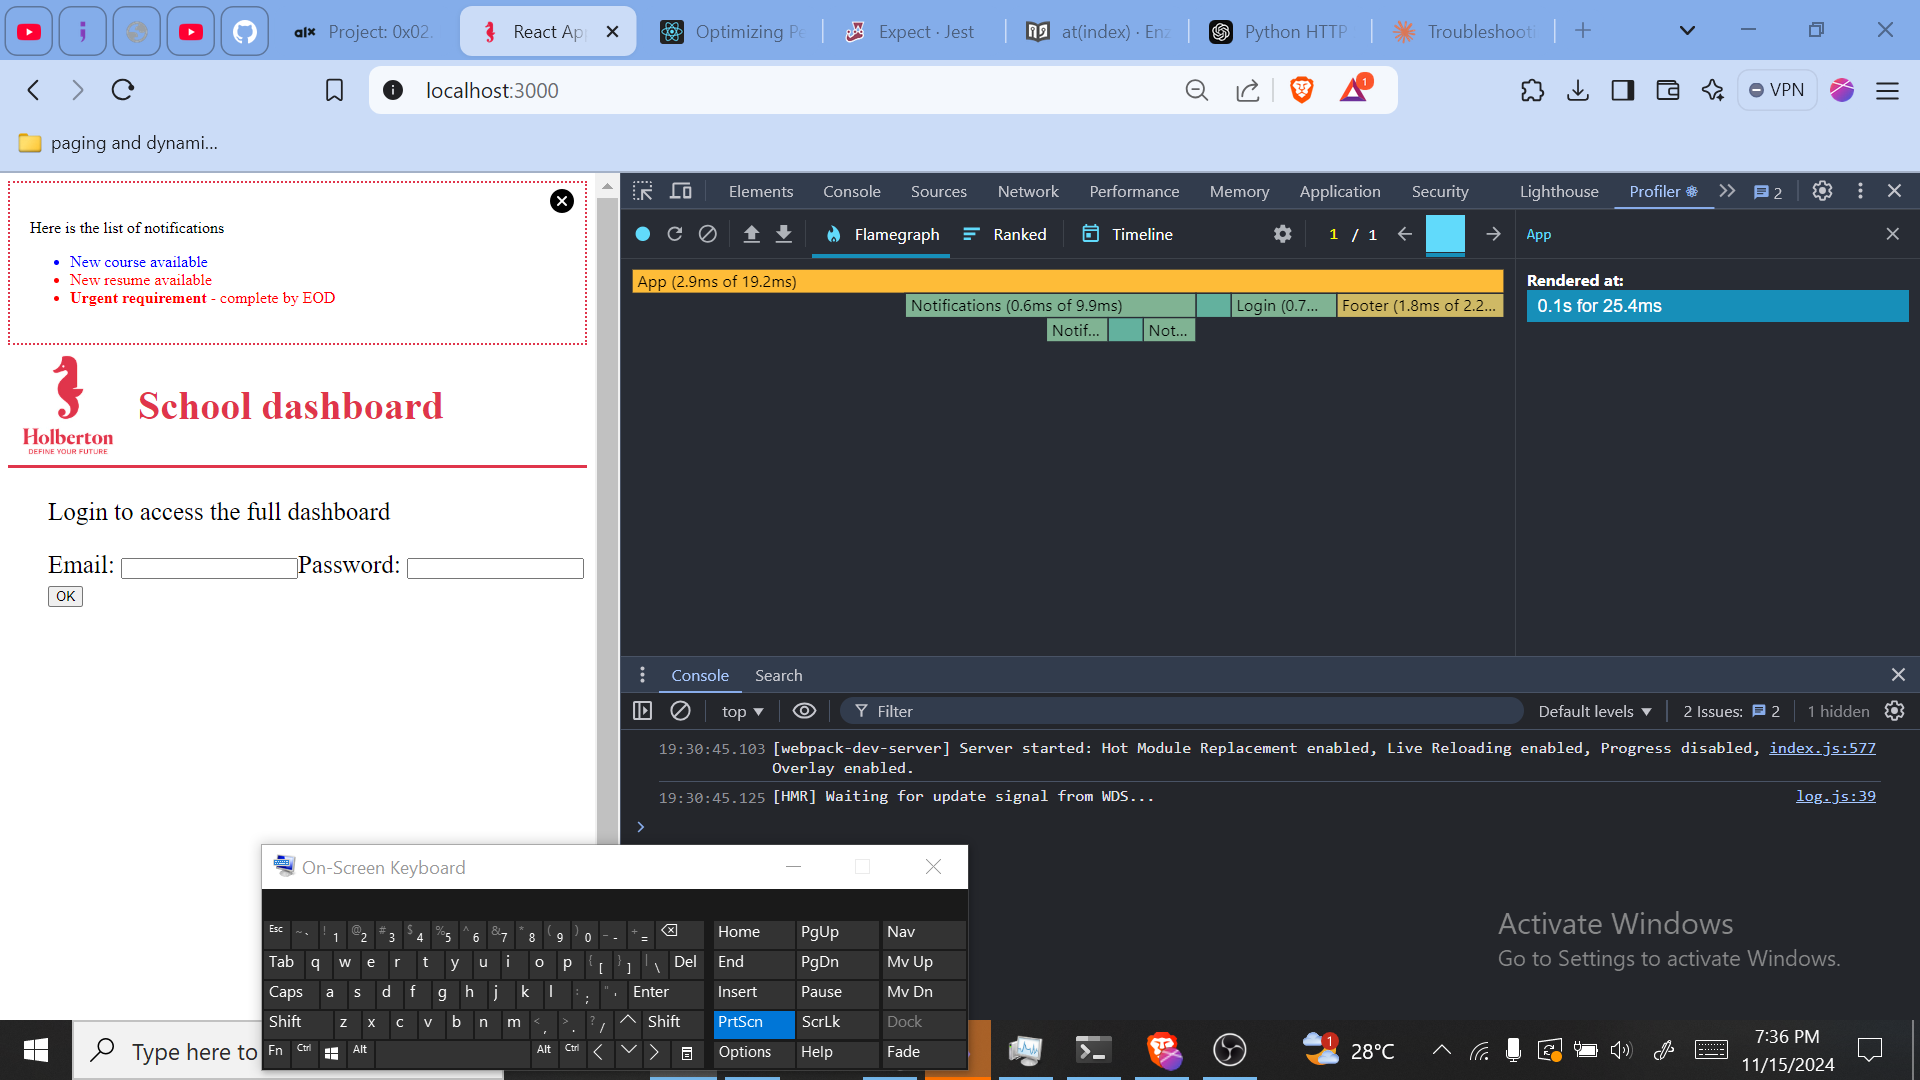 alx Project: 0x02.
React App
Optimizing Pe
Expect · Jest
at(index) · Enz
Python HTTP
Troubleshooti
localhost:3000
1
VPN
paging and dynami...
Here is the list of notifications
New course available
New resume available
Urgent requirement - complete by EOD
Holberton
DEFINE YOUR FUTURE
School dashboard
Login to access the full dashboard
Email: Password:
OK
Elements Console Sources Network Performance Memory Application Security Lighthouse Profiler 2
Flamegraph Ranked Timeline 1 / 1 App
App (2.9ms of 19.2ms)
Notifications (0.6ms of 9.9ms) Login (0.7... Footer (1.8ms of 2.2...
Notif... Not...
Rendered at:
0.1s for 25.4ms
Console Search
top Filter Default levels 2 Issues: 2 1 hidden
19:30:45.103 [webpack-dev-server] Server started: Hot Module Replacement enabled, Live Reloading enabled, Progress disabled, index.js:577
Overlay enabled.
19:30:45.125 [HMR] Waiting for update signal from WDS... log.js:39
On-Screen Keyboard
Esc ~ ` ! 1 @ 2 # 3 $ 4 % 5 ^ 6 & 7 * 8 ( 9 ) 0 _ - + = Home PgUp Nav
Tab q w e r t y u i o p { [ } ] | \ Del End PgDn Mv Up
Caps a s d f g h j k l : ; " ' Enter Insert Pause Mv Dn
Shift z x c v b n m < , > . ? / Shift PrtScn ScrLk Dock
Fn Ctrl Alt Alt Ctrl Options Help Fade
Activate Windows
Go to Settings to activate Windows.
Type here to
1
28°C
7:36 PM
11/15/2024